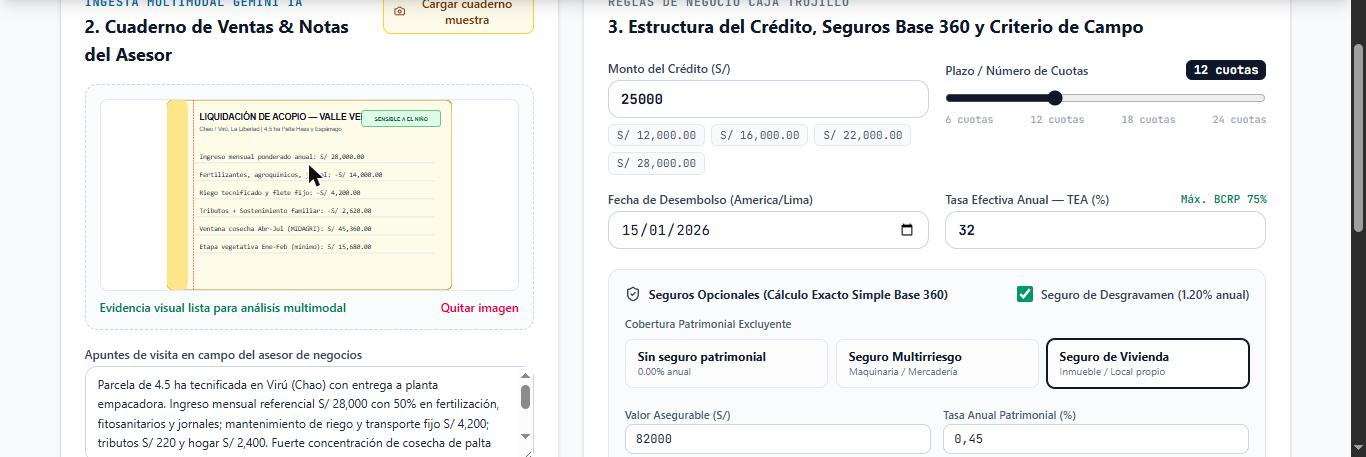 INGESTA MULTIMODAL GEMINI IA
2. Cuaderno de Ventas & Notas
del Asesor
Cargar cuaderno
muestra
LIQUIDACIÓN DE ACOPIO — VALLE
SENSIBLE A EL NIÑO
Chao / Virú, La Libertad | 4.5 ha Palta Hass y Espárrago
Ingreso mensual ponderado anual: S/ 28,000.00
Fertilizantes, agroquímicos, -S/ 14,000.00
Riego tecnificado y flete fijo: -S/ 4,200.00
Tributos + Sostenimiento familiar: -S/ 2,620.00
Ventana cosecha Abr-Jul (MIDAGRI): S/ 45,360.00
Etapa vegetativa Ene-Feb (mínimo): S/ 15,680.00
Evidencia visual lista para análisis multimodal
Quitar imagen
Apuntes de visita en campo del asesor de negocios
Parcela de 4.5 ha tecnificada en Virú (Chao) con entrega a planta
empacadora. Ingreso mensual referencial S/ 28,000 con 50% en fertilización,
fitosanitarios y jornales; mantenimiento de riego y transporte fijo S/ 4,200;
tributos S/ 220 y hogar S/ 2,400. Fuerte concentración de cosecha de palta
REGLAS DE NEGOCIO CAJA TRUJILLO
3. Estructura del Crédito, Seguros Base 360 y Criterio de Campo
Monto del Crédito (S/)
25000
S/ 12,000.00
S/ 16,000.00
S/ 22,000.00
S/ 28,000.00
Plazo / Número de Cuotas
12 cuotas
6 cuotas
12 cuotas
18 cuotas
24 cuotas
Fecha de Desembolso (America/Lima)
15/01/2026
Tasa Efectiva Anual — TEA (%)
Máx. BCRP 75%
32
Seguros Opcionales (Cálculo Exacto Simple Base 360)
Seguro de Desgravamen (1.20% anual)
Cobertura Patrimonial Excluyente
Sin seguro patrimonial
0.00% anual
Seguro Multirriesgo
Maquinaria / Mercadería
Seguro de Vivienda
Inmueble / Local propio
Valor Asegurable (S/)
82000
Tasa Anual Patrimonial (%)
0,45